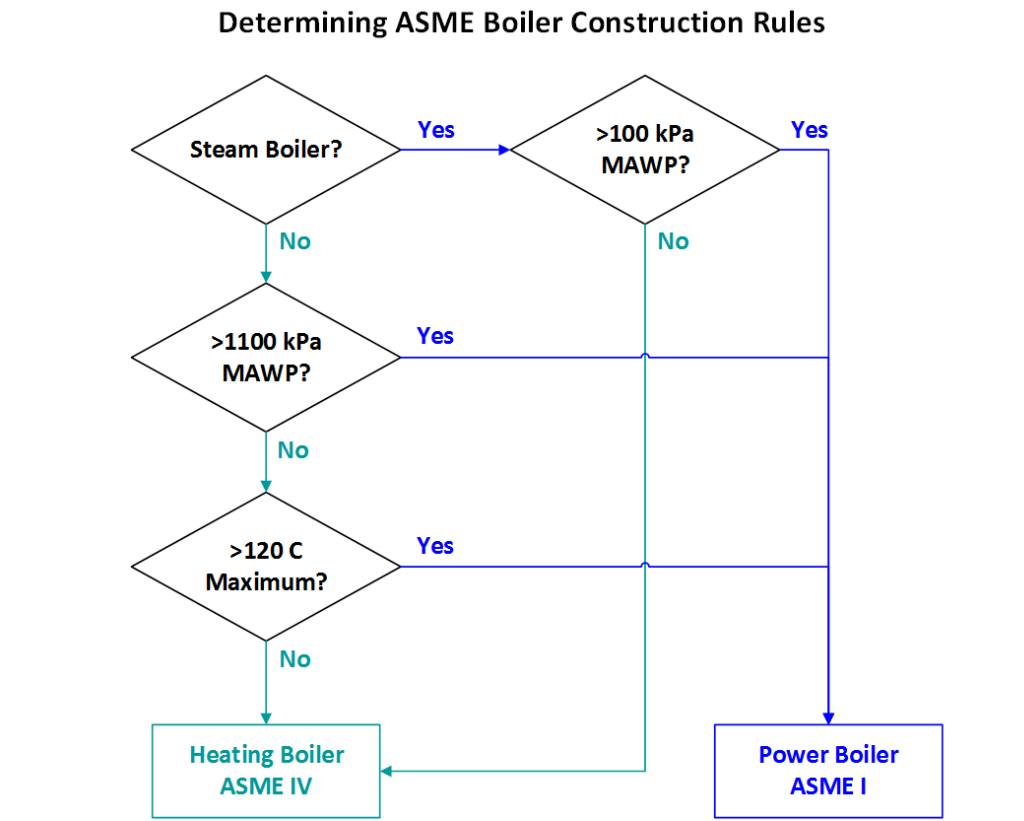 Determining ASME Boiler Construction Rules
Steam Boiler?
Yes
>100 kPa
MAWP?
Yes
No
No
>1100 kPa
MAWP?
Yes
No
>120 C
Maximum?
Yes
No
Heating Boiler
ASME IV
Power Boiler
ASME I